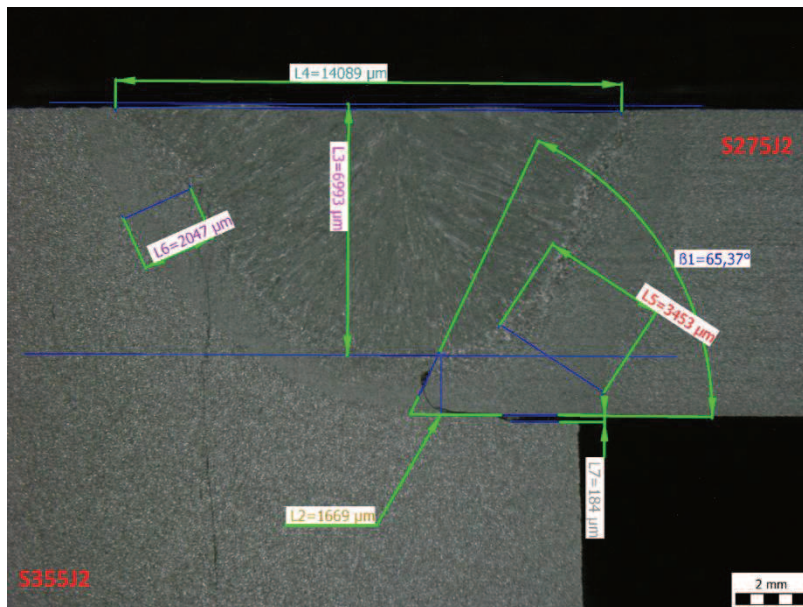 L4=14089 µm
S275J2
L3=6993 µm
L6=2047 µm
ß1=65,37°
L5=3453 µm
L7=184 µm
L2=1669 µm
S355J2
2 mm